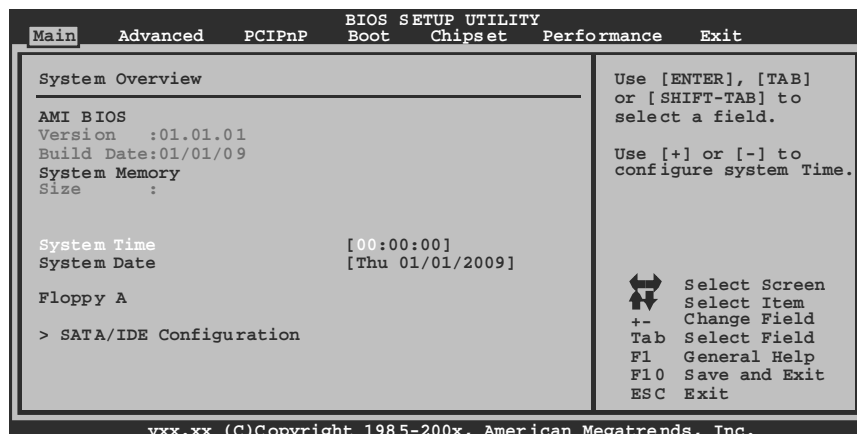 BIOS SETUP UTILITY
Main Advanced PCIPnP Boot Chipset Performance Exit
System Overview
AMI BIOS
Version :01.01.01
Build Date:01/01/09
System Memory
Size :
System Time [00:00:00]
System Date [Thu 01/01/2009]
Floppy A
> SATA/IDE Configuration
Use [ENTER], [TAB]
or [SHIFT-TAB] to
select a field.
Use [+] or [-] to
configure system Time.
Select Screen
Select Item
+- Change Field
Tab Select Field
F1 General Help
F10 Save and Exit
ESC Exit
vxx.xx (C)Copyright 1985-200x, American Megatrends, Inc.